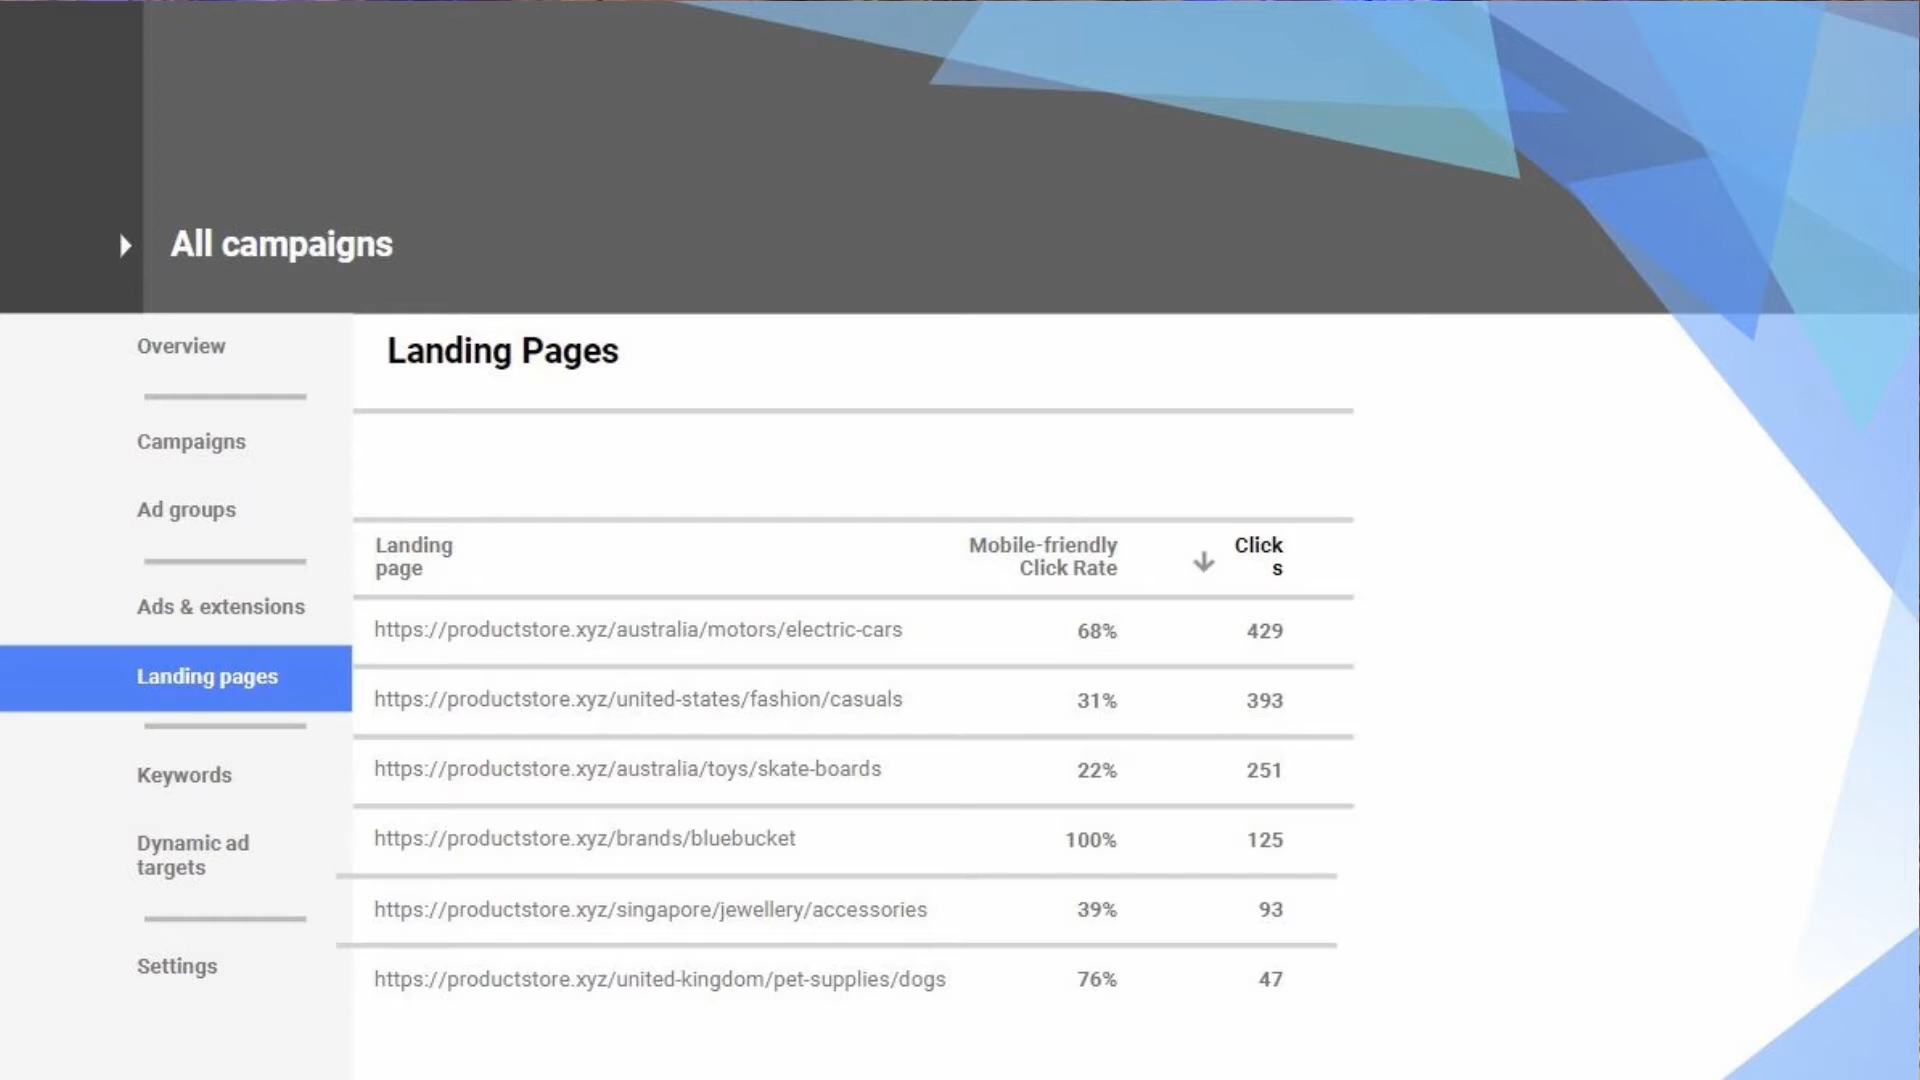 All campaigns
Overview
Campaigns
Ad groups
Ads & extensions
Landing pages
Keywords
Dynamic ad
targets
Settings
Landing Pages
Landing
page
Mobile-friendly
Click Rate
Click
s
https://productstore.xyz/australia/motors/electric-cars 68% 429
https://productstore.xyz/united-states/fashion/casuals 31% 393
https://productstore.xyz/australia/toys/skate-boards 22% 251
https://productstore.xyz/brands/bluebucket 100% 125
https://productstore.xyz/singapore/jewellery/accessories 39% 93
https://productstore.xyz/united-kingdom/pet-supplies/dogs 76% 47